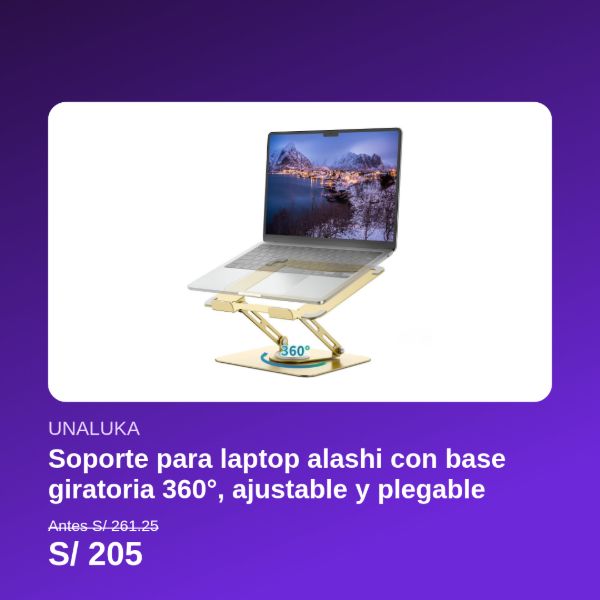 360°
UNALUKA
Soporte para laptop alashi con base
giratoria 360°, ajustable y plegable
Antes S/ 261.25
S/ 205